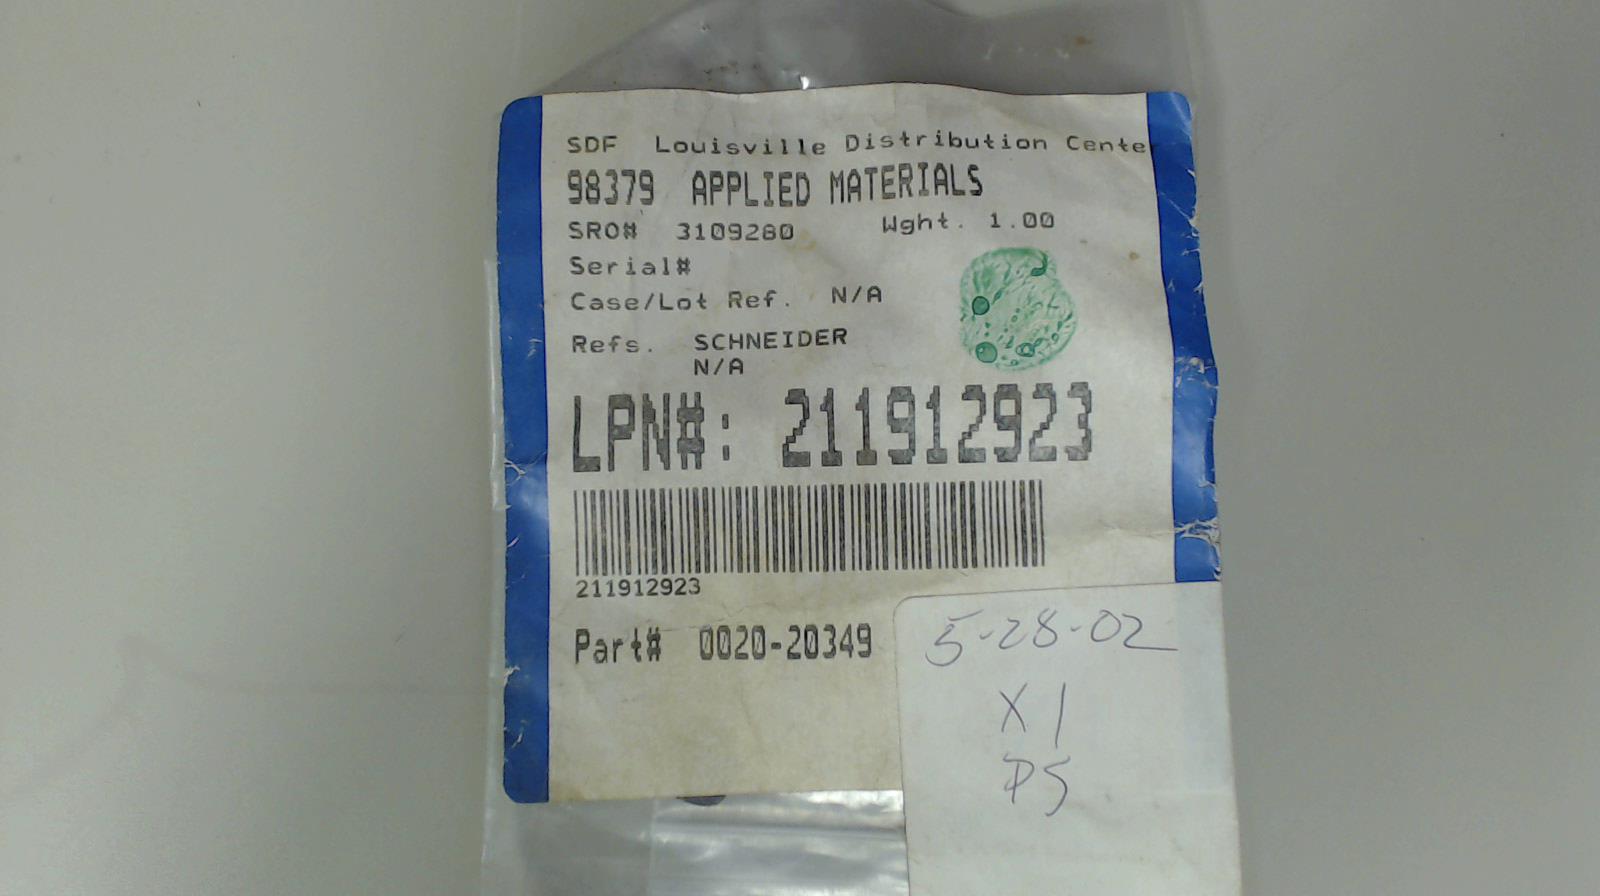 SDF Louisville Distribution Cente
98379 APPLIED MATERIALS
SRO# 3109280 Wght. 1.00
Serial#
Case/Lot Ref. N/A
Refs. SCHNEIDER
N/A
LPN#: 211912923
211912923
Part# 0020-20349
5-28-02
X1
PS